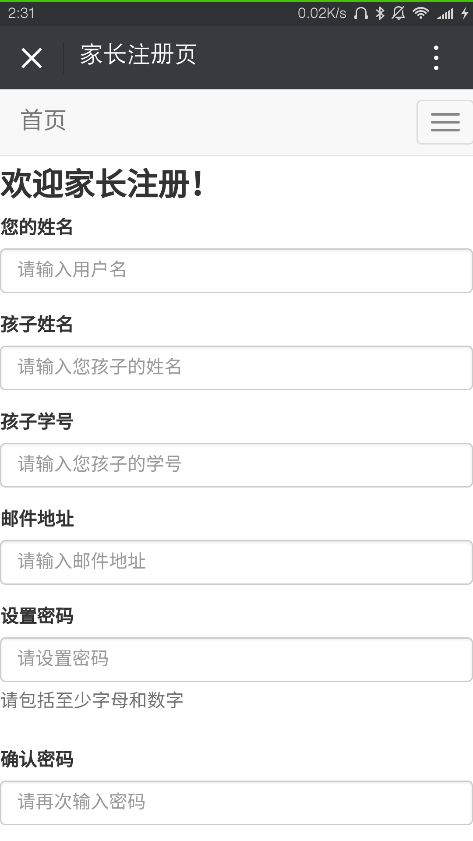 2:31 0.02K/s
家长注册页
首页
欢迎家长注册!
您的姓名
请输入用户名
孩子姓名
请输入您孩子的姓名
孩子学号
请输入您孩子的学号
邮件地址
请输入邮件地址
设置密码
请设置密码
请包括至少字母和数字
确认密码
请再次输入密码